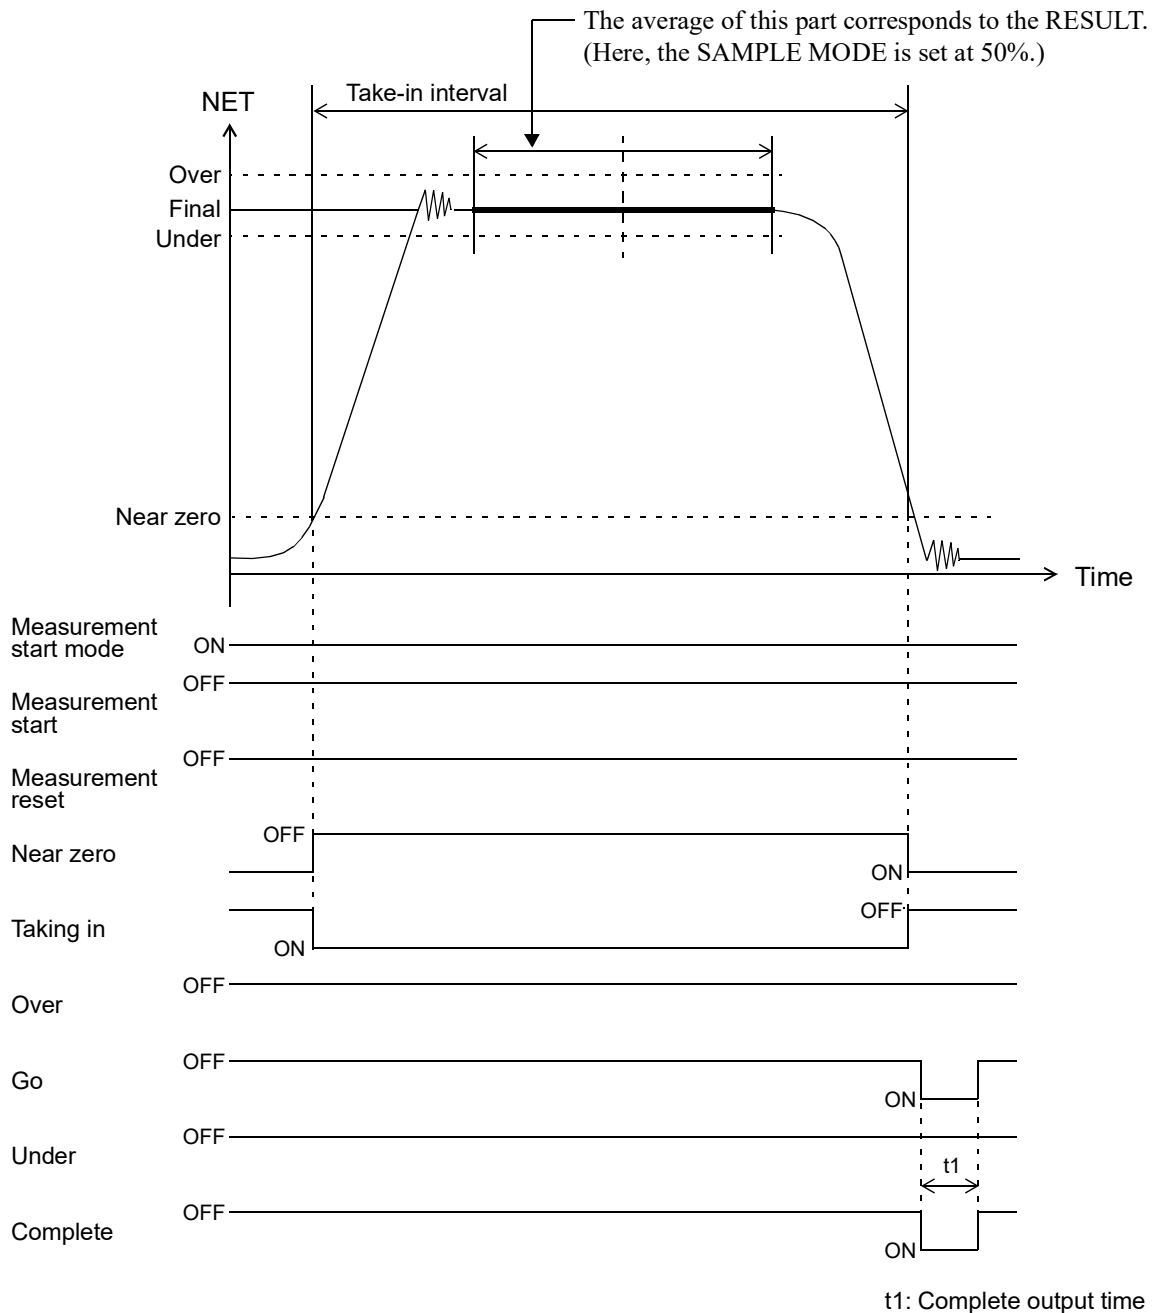 The average of this part corresponds to the RESULT.
(Here, the SAMPLE MODE is set at 50%.)
NET
Take-in interval
Over
Final
Under
Near zero
Time
Measurement
start mode
ON
OFF
Measurement
start
OFF
Measurement
reset
OFF
Near zero
ON
OFF
Taking in
ON
OFF
Over
OFF
Go
ON
OFF
Under
t1
OFF
Complete
ON
t1: Complete output time